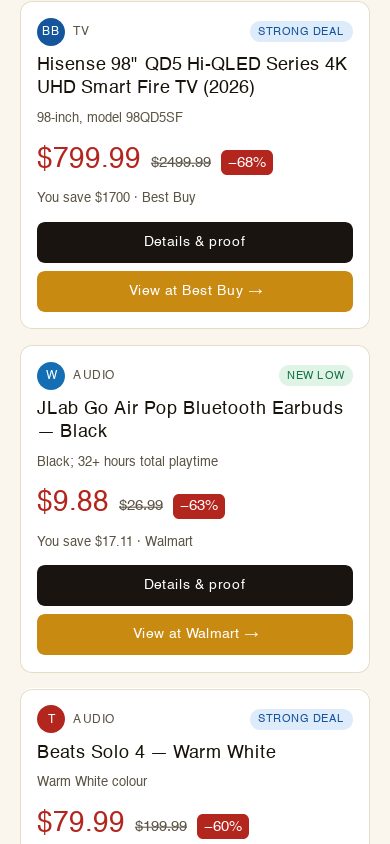 BB TV STRONG DEAL
Hisense 98" QD5 Hi-QLED Series 4K
UHD Smart Fire TV (2026)
98-inch, model 98QD5SF
$799.99 $2499.99 −68%
You save $1700 · Best Buy
Details & proof
View at Best Buy →
W AUDIO NEW LOW
JLab Go Air Pop Bluetooth Earbuds
— Black
Black; 32+ hours total playtime
$9.88 $26.99 −63%
You save $17.11 · Walmart
Details & proof
View at Walmart →
T AUDIO STRONG DEAL
Beats Solo 4 — Warm White
Warm White colour
$79.99 $199.99 −60%